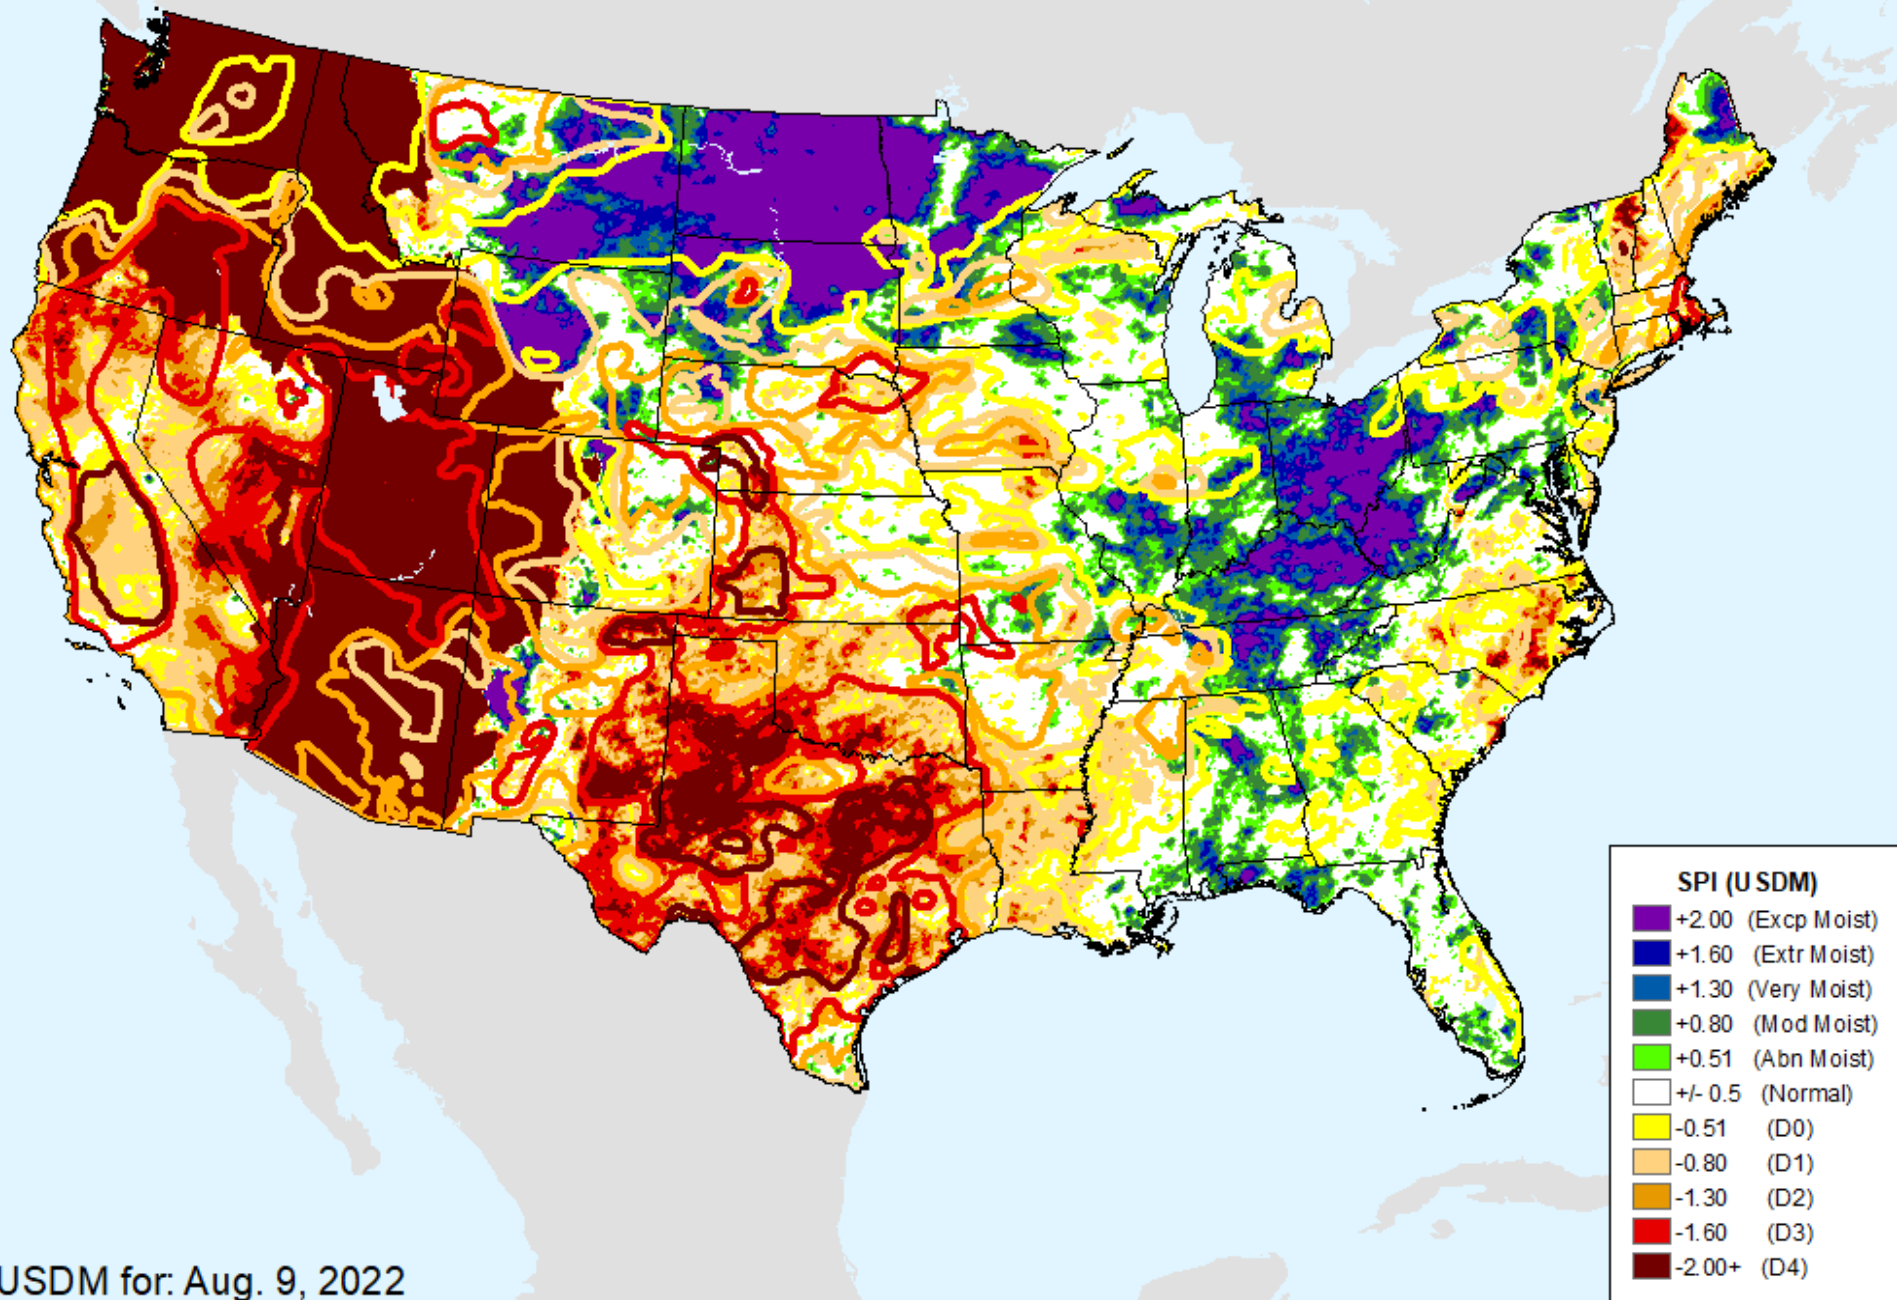 SPI (USDM)
+2.00 (Excp Moist)
+1.60 (Extr Moist)
+1.30 (Very Moist)
+0.80 (Mod Moist)
+0.51 (Abn Moist)
+/- 0.5 (Normal)
-0.51 (D0)
-0.80 (D1)
-1.30 (D2)
-1.60 (D3)
-2.00+ (D4)
USDM for: Aug. 9, 2022